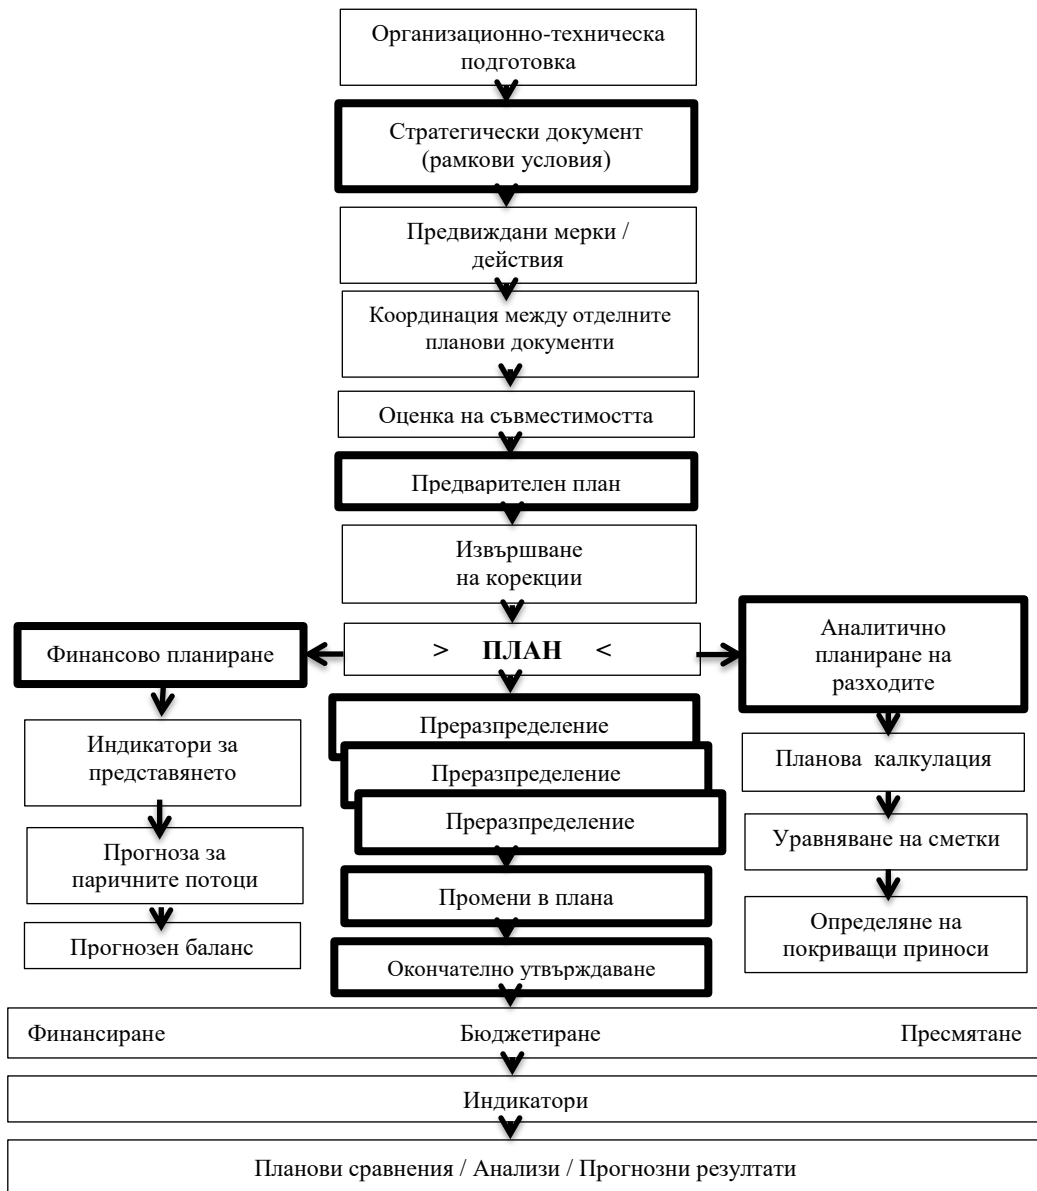 Организационно-техническа
подготовка
Стратегически документ
(рамкови условия)
Предвиждани мерки /
действия
Координация между отделните
планови документи
Оценка на съвместимостта
Предварителен план
Извършване
на корекции
> ПЛАН <
Финансово планиране
Индикатори за
представянето
Прогноза за
паричните потоци
Прогнозен баланс
Преразпределение
Преразпределение
Преразпределение
Промени в плана
Окончателно утвърждаване
Аналитично
планиране на
разходите
Планова калкулация
Уравняване на сметки
Определяне на
покриващи приноси
Финансиране Бюджетиране Пресмятане
Индикатори
Планови сравнения / Анализи / Прогнозни резултати